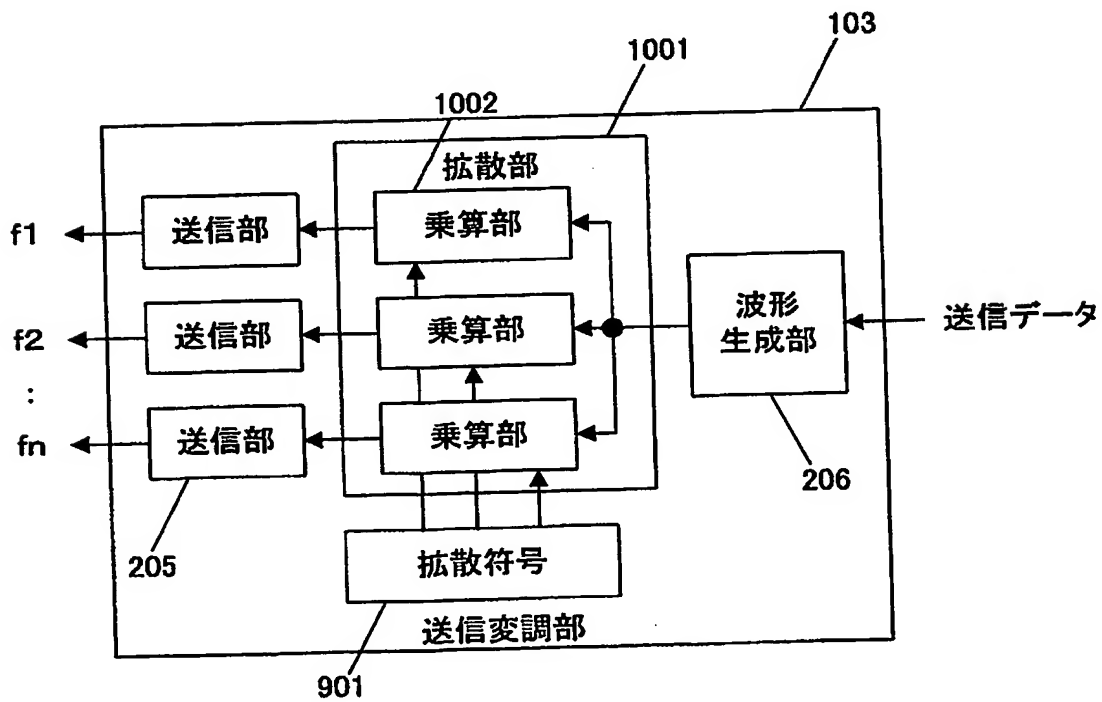 103
1001
1002
拡散部
f1
送信部
乗算部
f2
送信部
乗算部
波形
生成部
送信データ
:
fn
送信部
乗算部
206
205
拡散符号
送信変調部
901